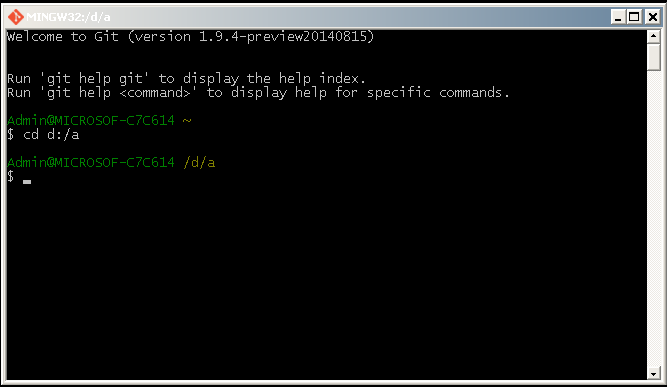 MINGW32:/d/a
Welcome to Git (version 1.9.4-preview20140815)
Run 'git help git' to display the help index.
Run 'git help <command>' to display help for specific commands.
Admin@MICROSOF-C7C614 ~
$ cd d:/a
Admin@MICROSOF-C7C614 /d/a
$